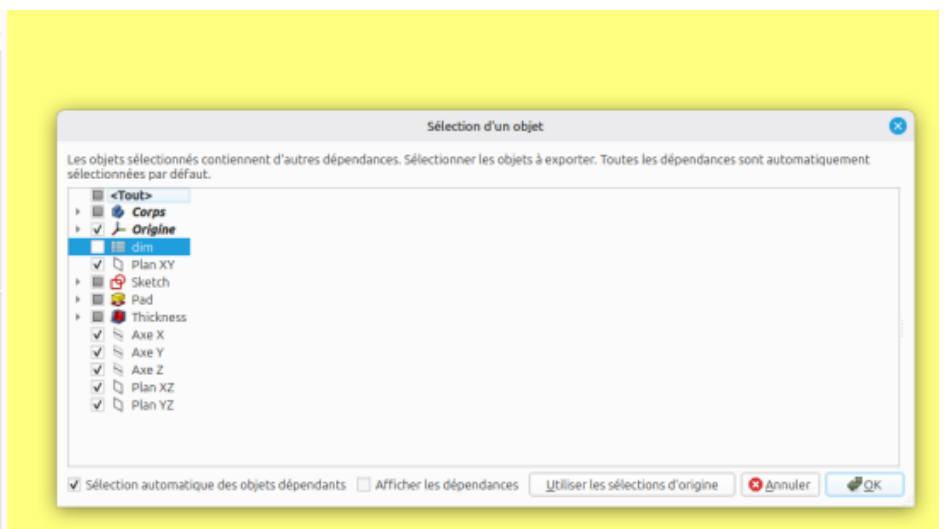 Sélection d'un objet
Les objets sélectionnés contiennent d'autres dépendances. Sélectionner les objets à exporter. Toutes les dépendances sont automatiquement
sélectionnées par défaut.
<Tout>
Corps
Origine
dim
Plan XY
Sketch
Pad
Thickness
Axe X
Axe Y
Axe Z
Plan XZ
Plan YZ
Sélection automatique des objets dépendants Afficher les dépendances Utiliser les sélections d'origine Annuler OK